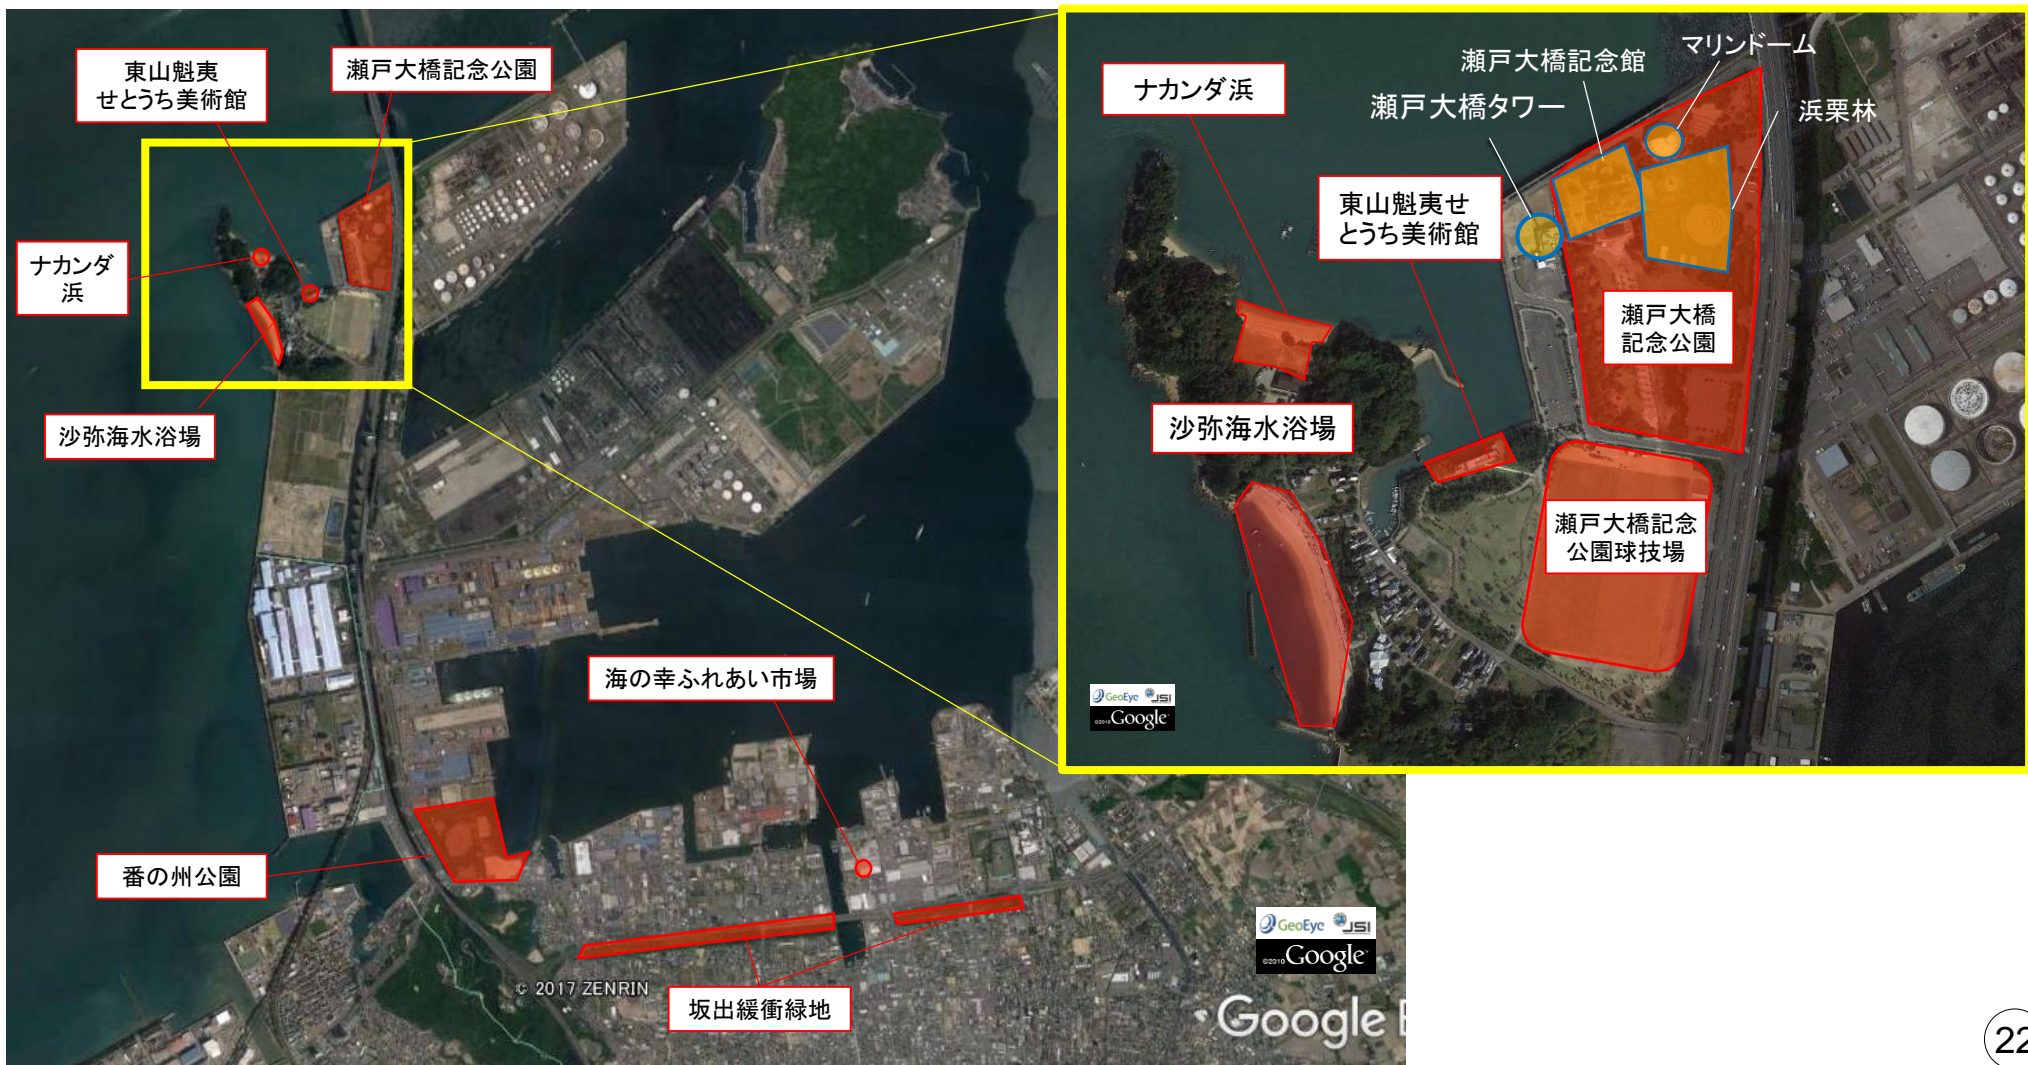 東山魁夷
せとうち美術館
瀬戸大橋記念公園
ナカンダ
浜
沙弥海水浴場
海の幸ふれあい市場
番の州公園
坂出緩衝緑地
© 2017 ZENRIN
GeoEye JSI
©2010 Google
Google E
ナカンダ浜
瀬戸大橋記念館
マリンドーム
瀬戸大橋タワー
浜栗林
東山魁夷せ
とうち美術館
瀬戸大橋
記念公園
沙弥海水浴場
瀬戸大橋記念
公園球技場
GeoEye JSI
©2010 Google
22